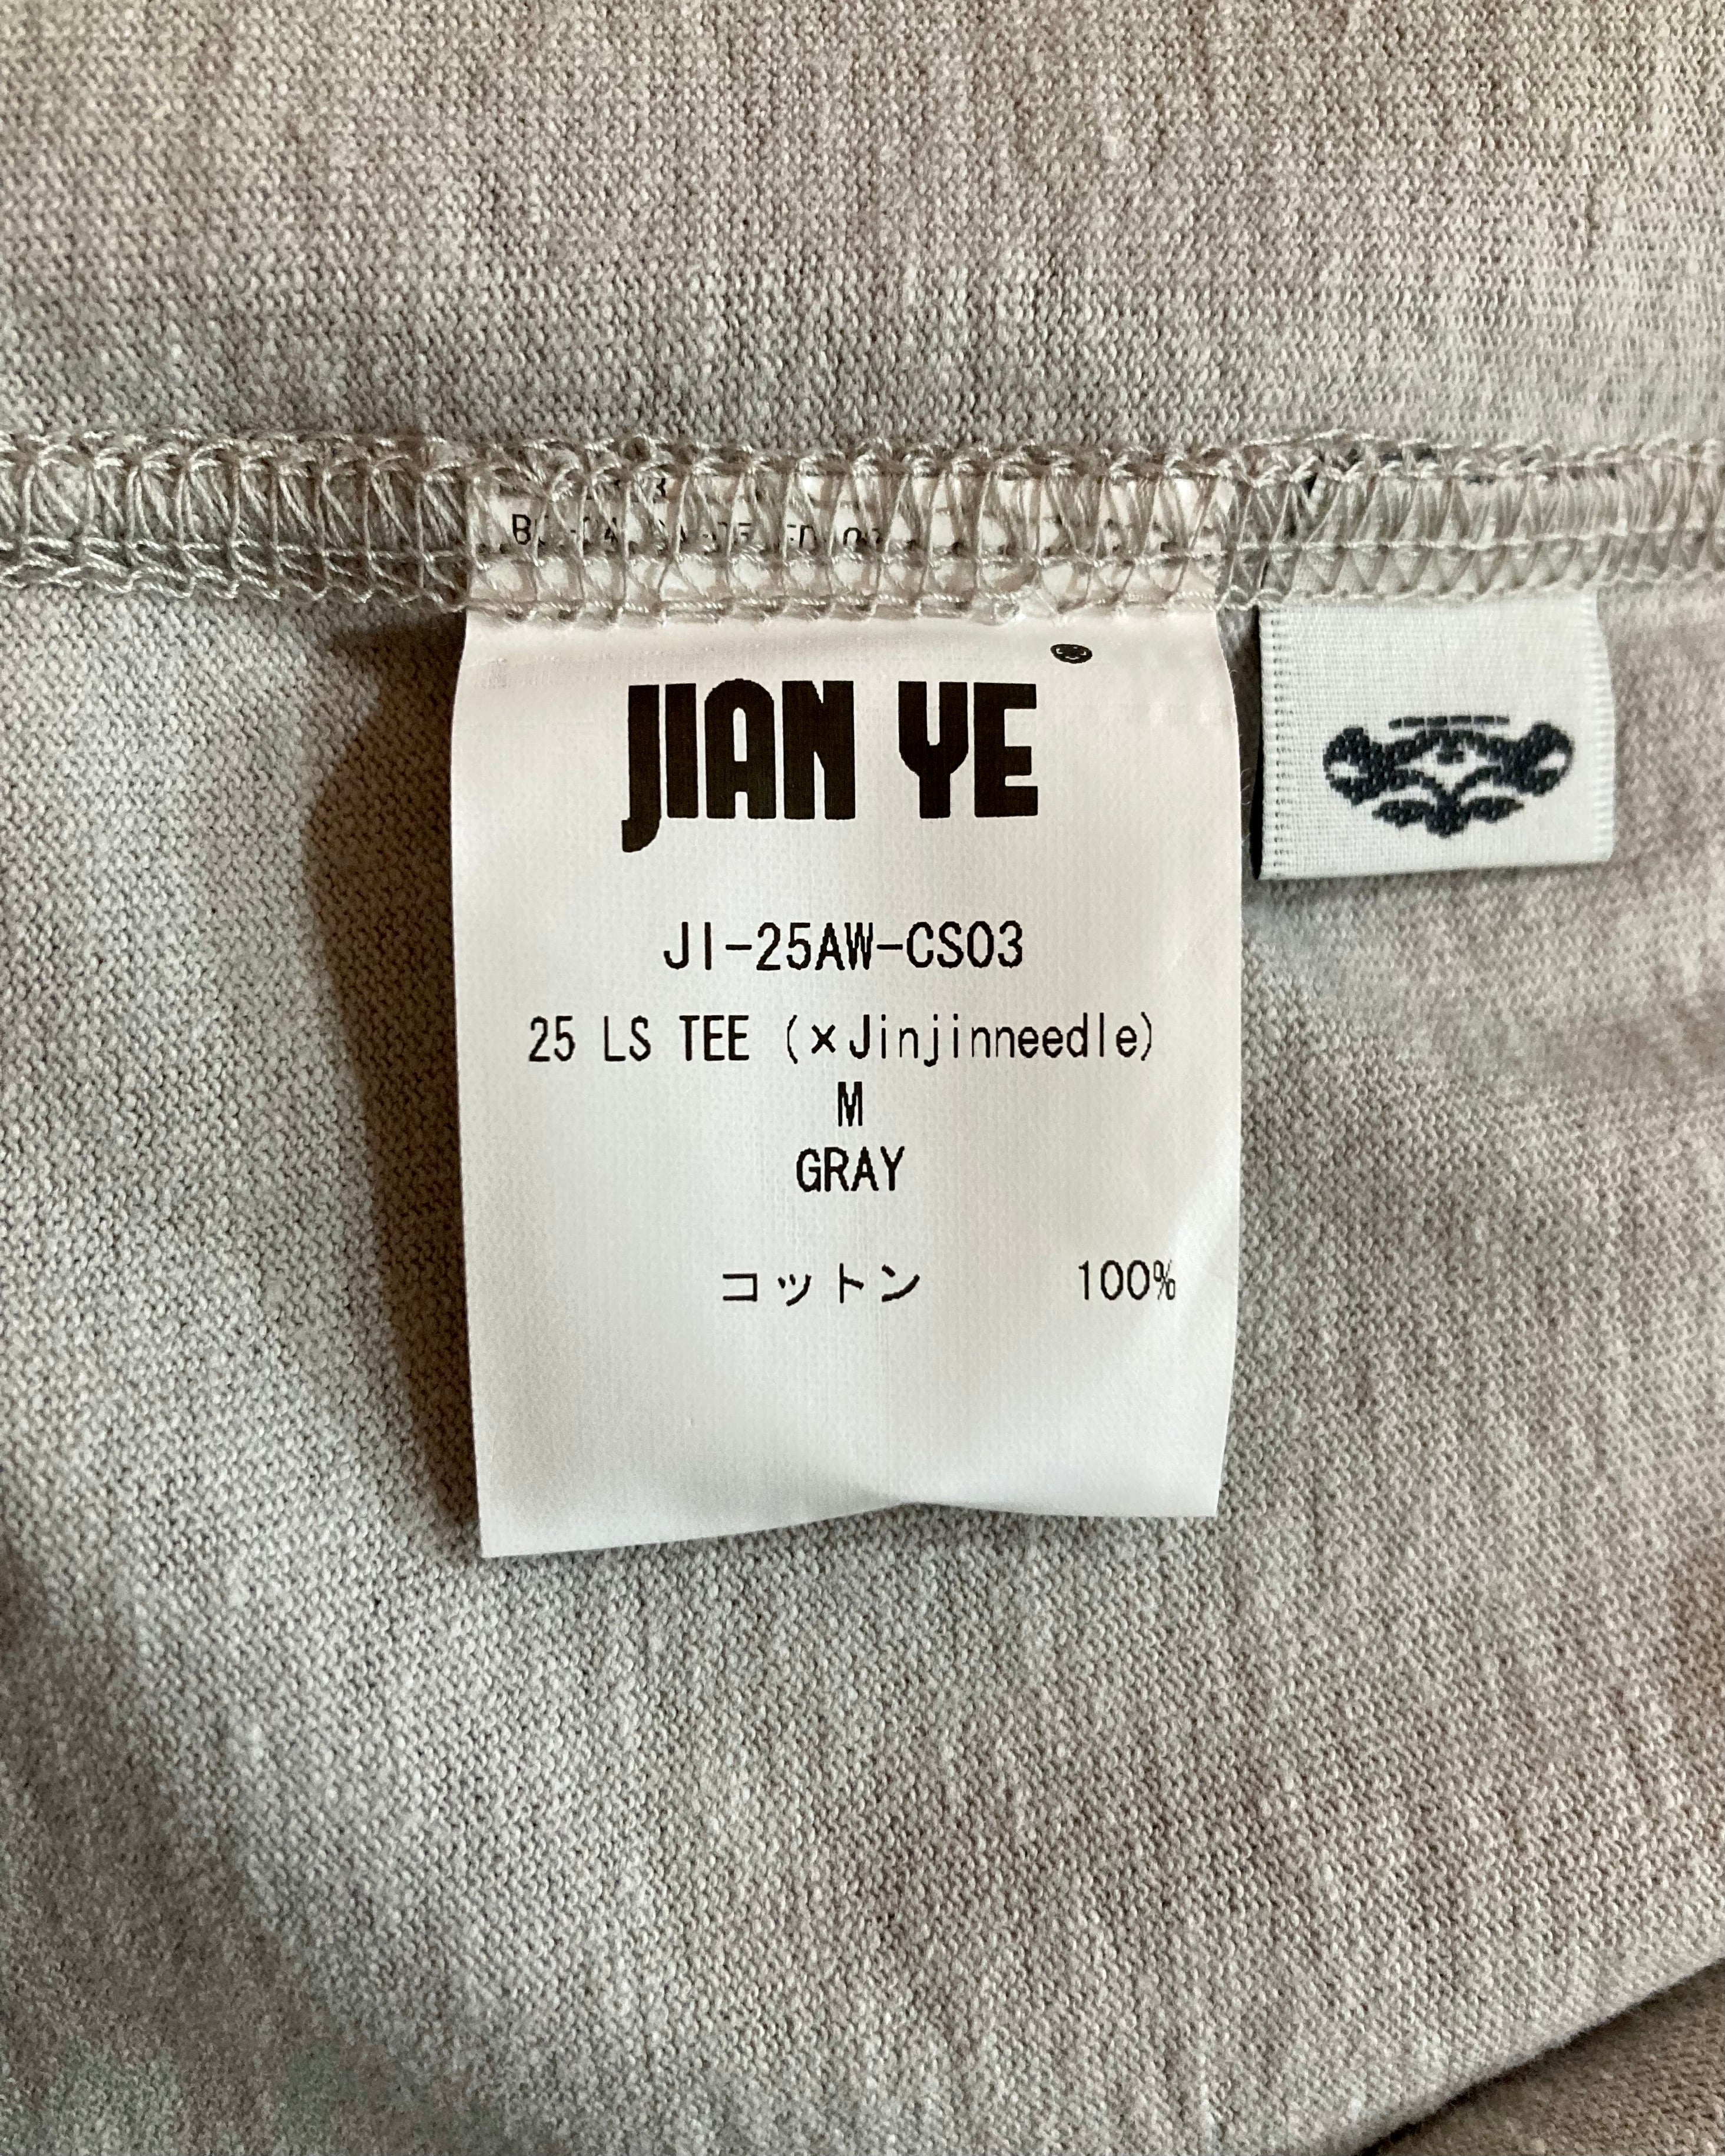 JIAN YE
JI-25AW-CS03
25 LS TEE (×Jinjinneedle)
M
GRAY
コットン 100%